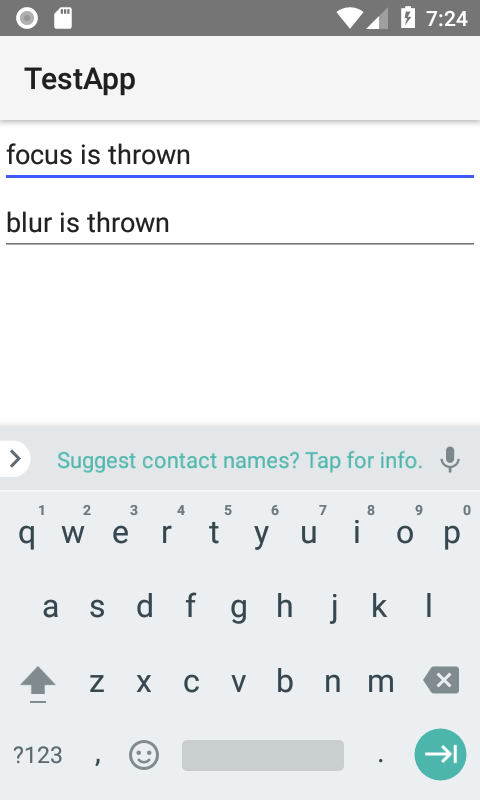 7:24
TestApp
focus is thrown
blur is thrown
Suggest contact names? Tap for info.
1 2 3 4 5 6 7 8 9 0
q w e r t y u i o p
a s d f g h j k l
z x c v b n m
?123 , .